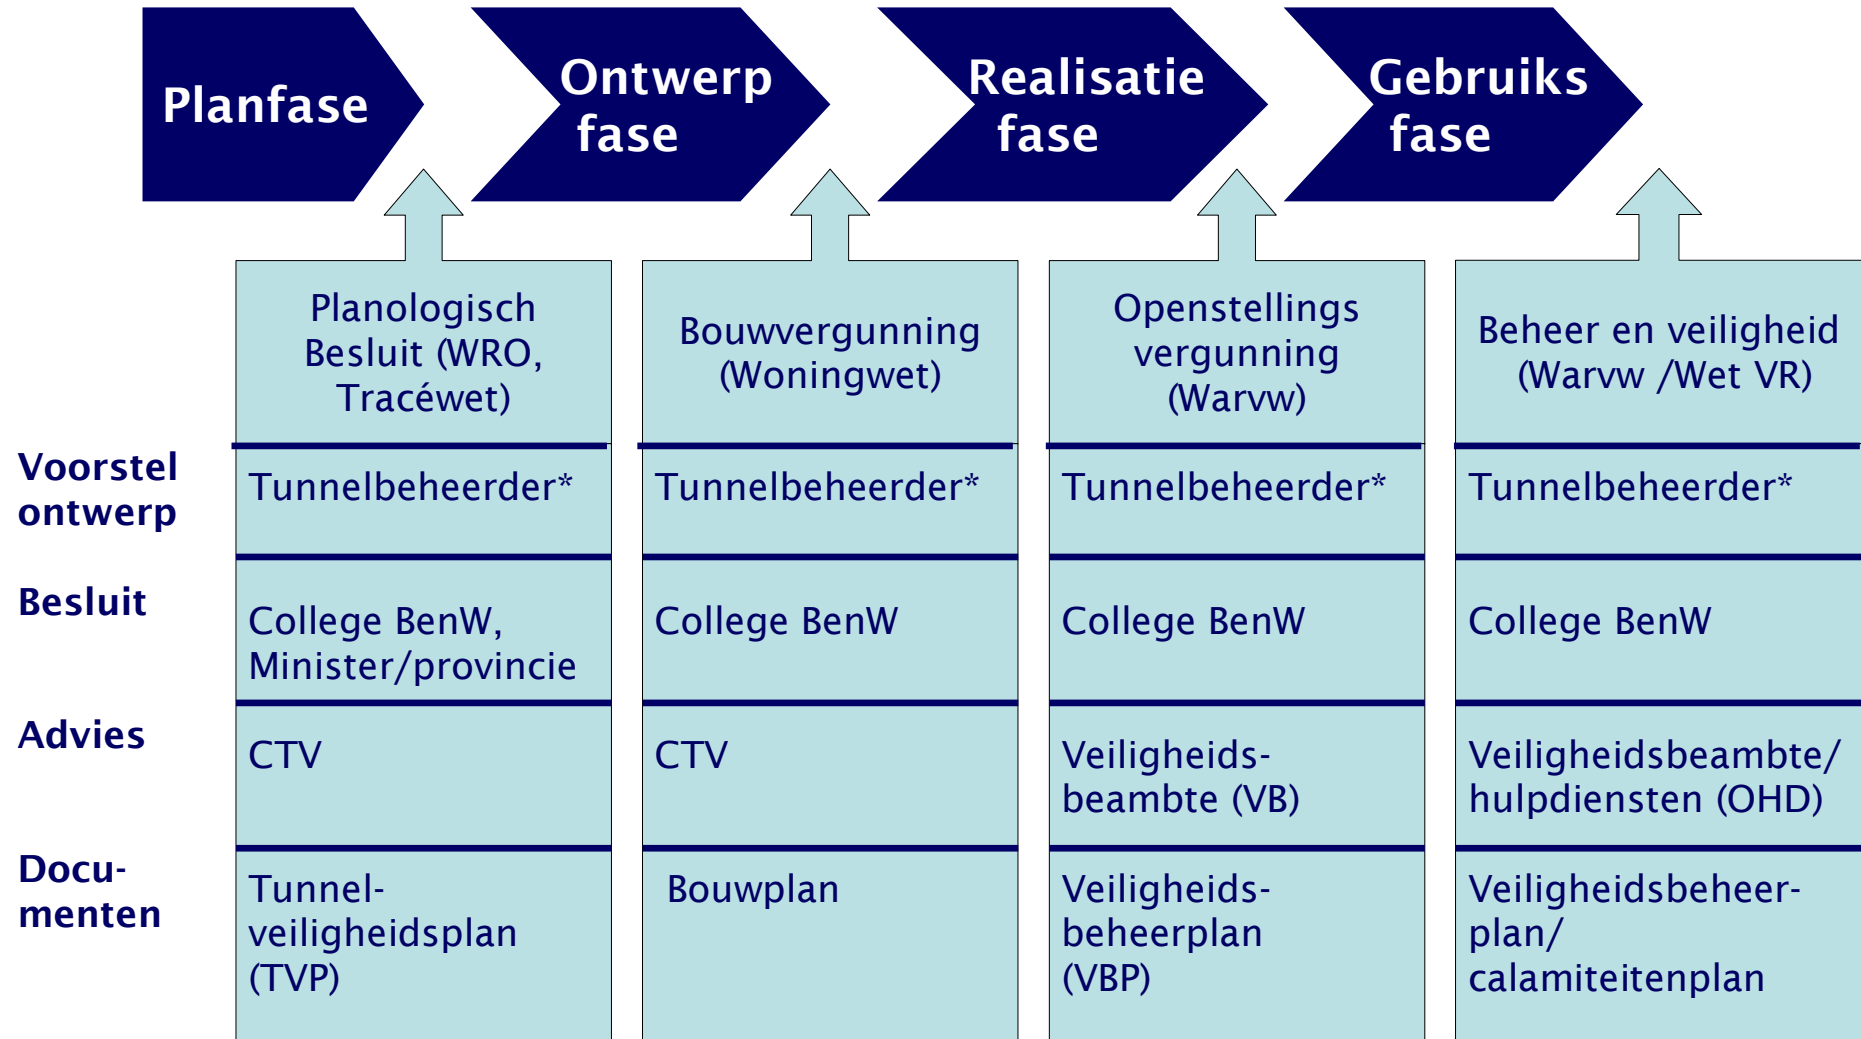 Planfase
Ontwerp
fase
Realisatie
fase
Gebruiks
fase
Planologisch
Besluit (WRO,
Tracéwet)
Bouwvergunning
(Woningwet)
Openstellings
vergunning
(Warvw)
Beheer en veiligheid
(Warvw /Wet VR)
Voorstel
ontwerp
Tunnelbeheerder*
Tunnelbeheerder*
Tunnelbeheerder*
Tunnelbeheerder*
Besluit
College BenW,
Minister/provincie
College BenW
College BenW
College BenW
Advies
CTV
CTV
Veiligheids-
beambte (VB)
Veiligheidsbeambte/
hulpdiensten (OHD)
Docu-
menten
Tunnel-
veiligheidsplan
(TVP)
Bouwplan
Veiligheids-
beheerplan
(VBP)
Veiligheidsbeheer-
plan/
calamiteitenplan